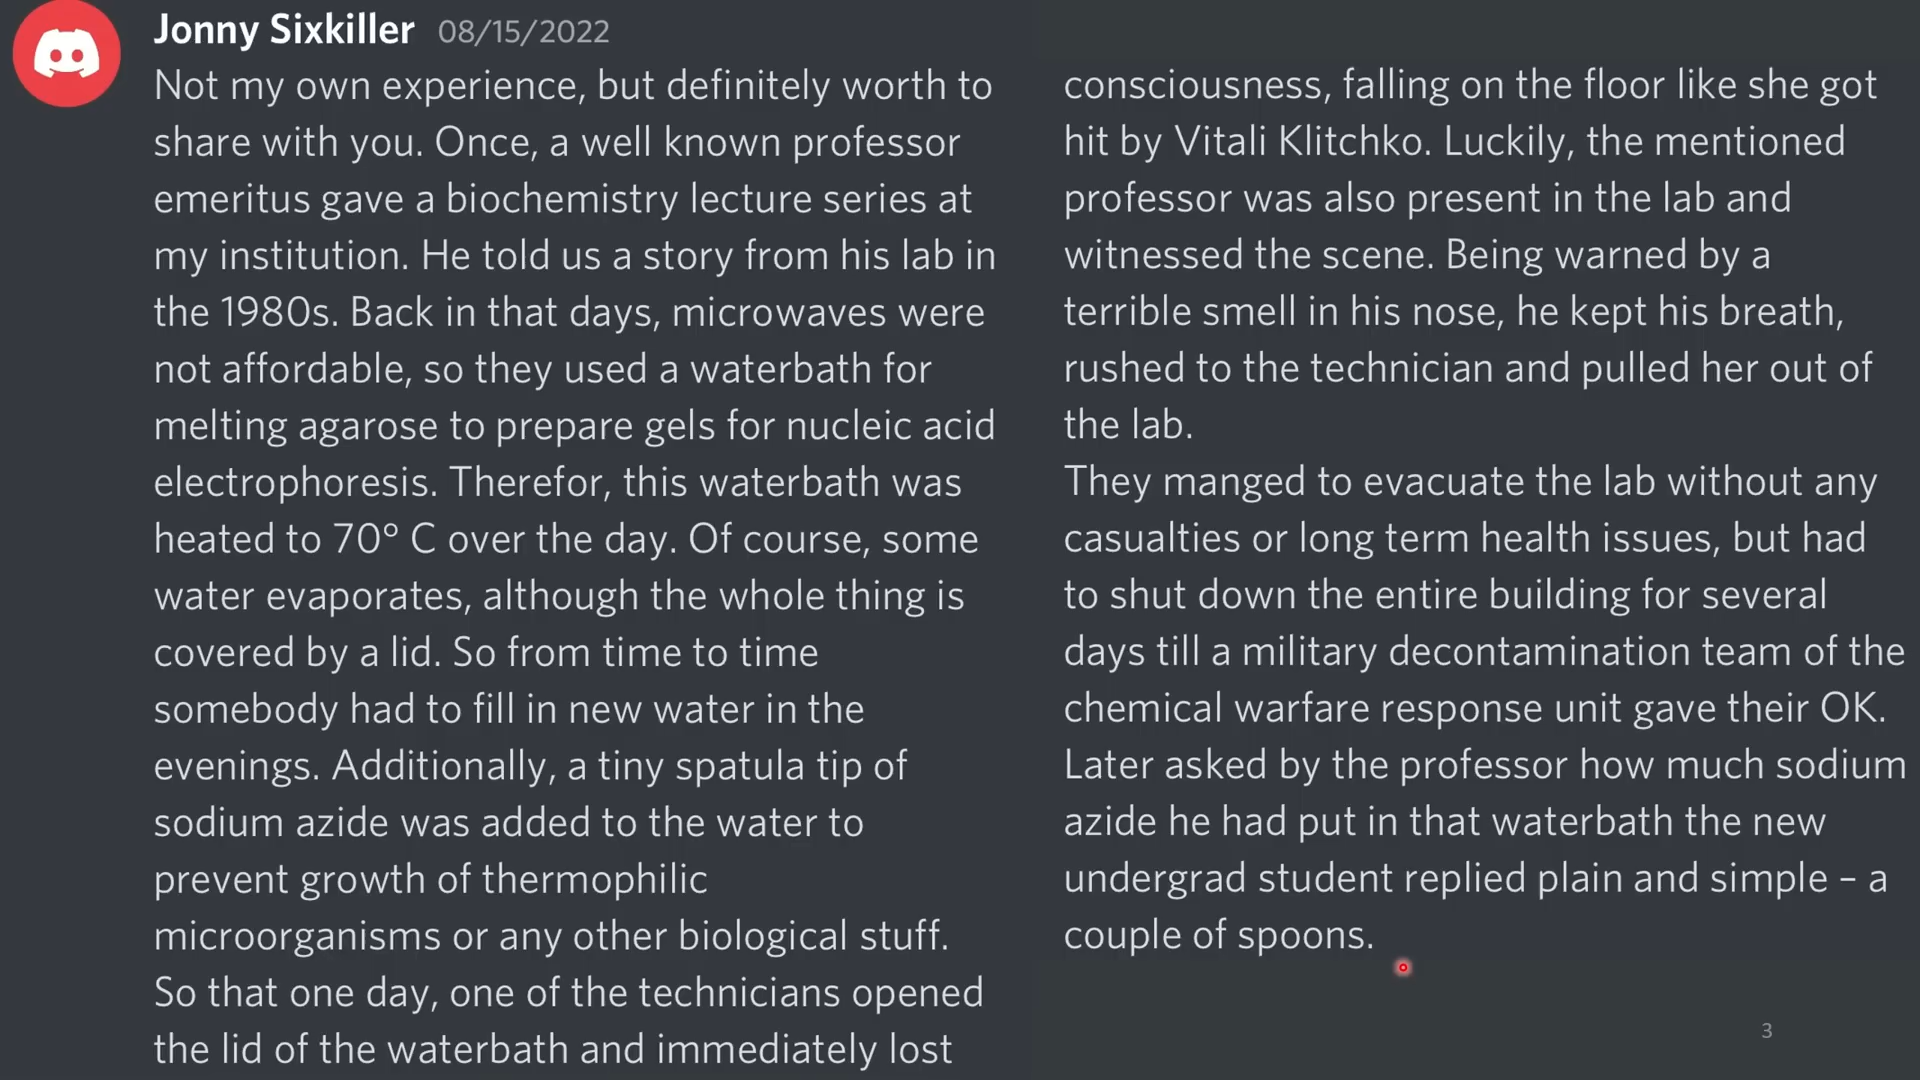 Jonny Sixkiller 08/15/2022
Not my own experience, but definitely worth to
share with you. Once, a well known professor
emeritus gave a biochemistry lecture series at
my institution. He told us a story from his lab in
the 1980s. Back in that days, microwaves were
not affordable, so they used a waterbath for
melting agarose to prepare gels for nucleic acid
electrophoresis. Therefor, this waterbath was
heated to 70° C over the day. Of course, some
water evaporates, although the whole thing is
covered by a lid. So from time to time
somebody had to fill in new water in the
evenings. Additionally, a tiny spatula tip of
sodium azide was added to the water to
prevent growth of thermophilic
microorganisms or any other biological stuff.
So that one day, one of the technicians opened
the lid of the waterbath and immediately lost
consciousness, falling on the floor like she got
hit by Vitali Klitchko. Luckily, the mentioned
professor was also present in the lab and
witnessed the scene. Being warned by a
terrible smell in his nose, he kept his breath,
rushed to the technician and pulled her out of
the lab.
They manged to evacuate the lab without any
casualties or long term health issues, but had
to shut down the entire building for several
days till a military decontamination team of the
chemical warfare response unit gave their OK.
Later asked by the professor how much sodium
azide he had put in that waterbath the new
undergrad student replied plain and simple – a
couple of spoons.
3